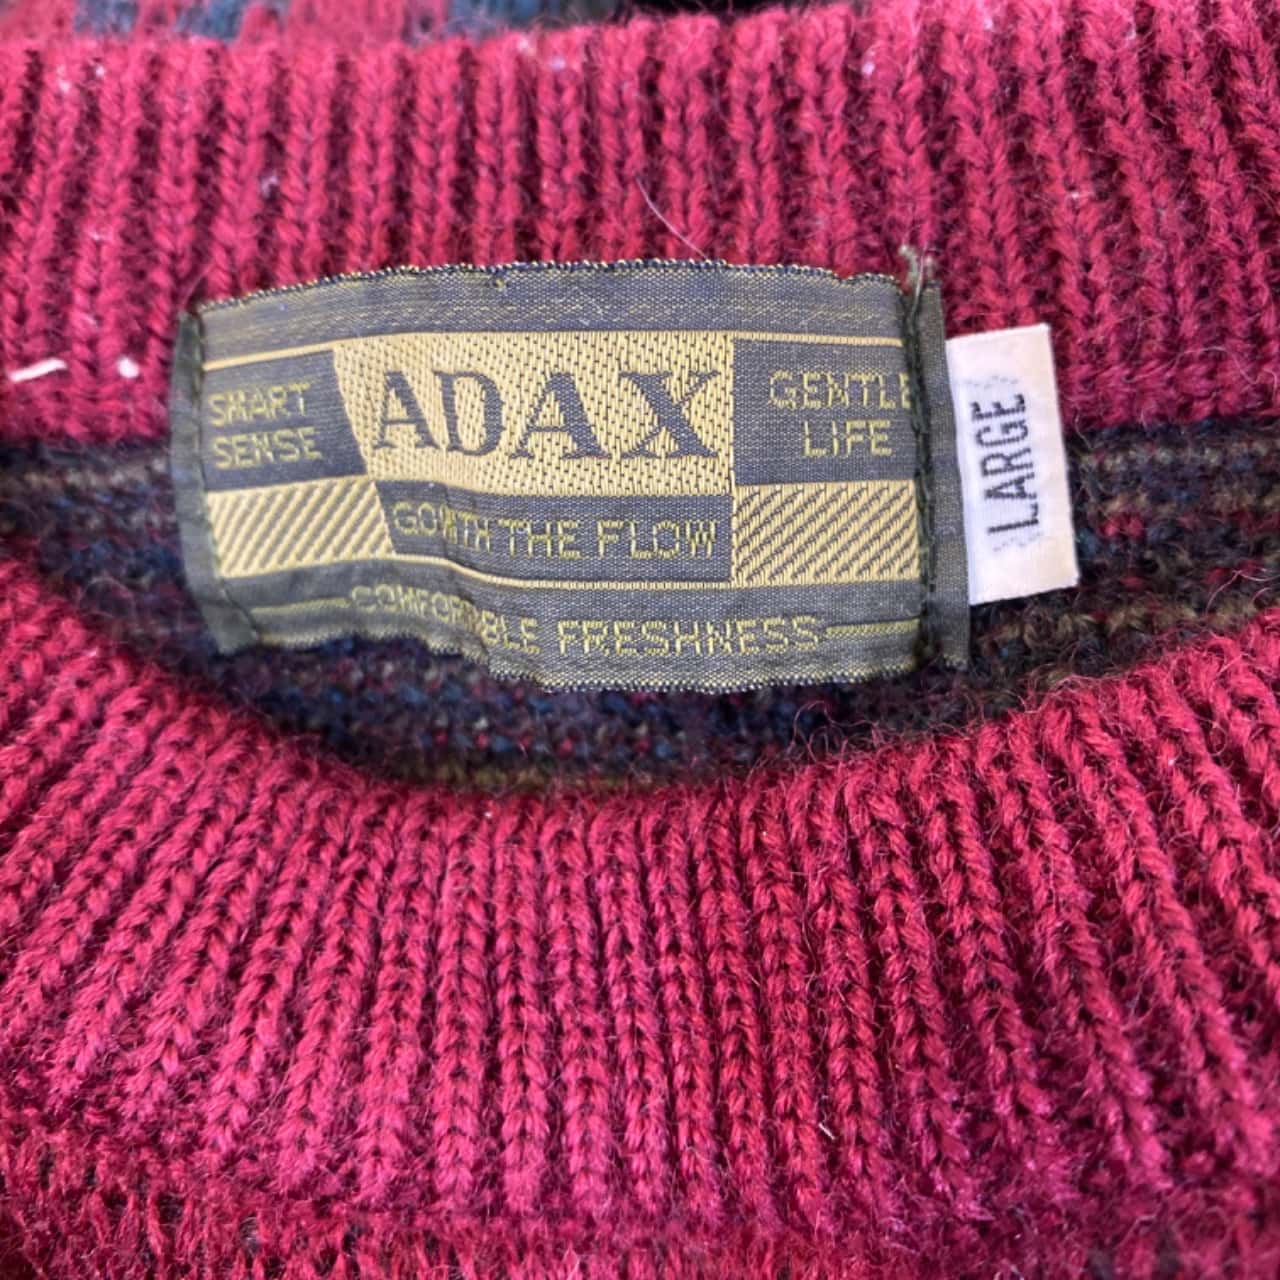 SMART
SENSE
ADAX
GENTLE
LIFE
GO WITH THE FLOW
COMFORTABLE FRESHNESS
LARGE